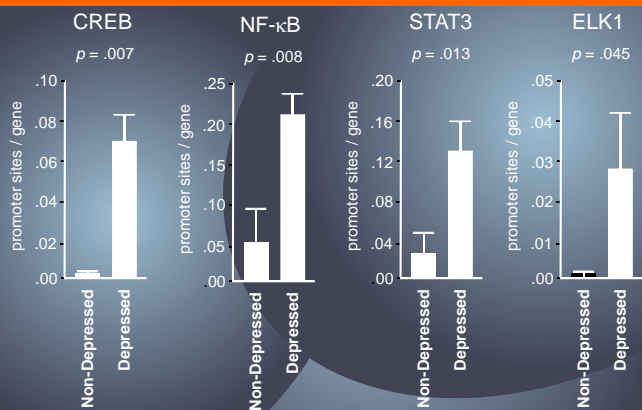 CREB
p = .007
promoter sites / gene
.10
.08
.06
.04
.02
.00
Non-Depressed
Depressed
NF-κB
p = .008
promoter sites / gene
.25
.20
.15
.10
.05
.00
Non-Depressed
Depressed
STAT3
p = .013
promoter sites / gene
.20
.16
.12
.08
.04
.00
Non-Depressed
Depressed
ELK1
p = .045
promoter sites / gene
.05
.04
.03
.02
.01
.00
Non-Depressed
Depressed